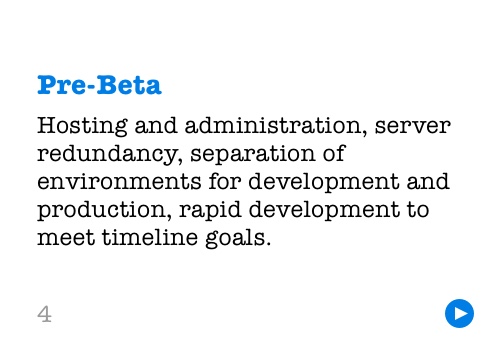 Pre-Beta
Hosting and administration, server
redundancy, separation of
environments for development and
production, rapid development to
meet timeline goals.
4